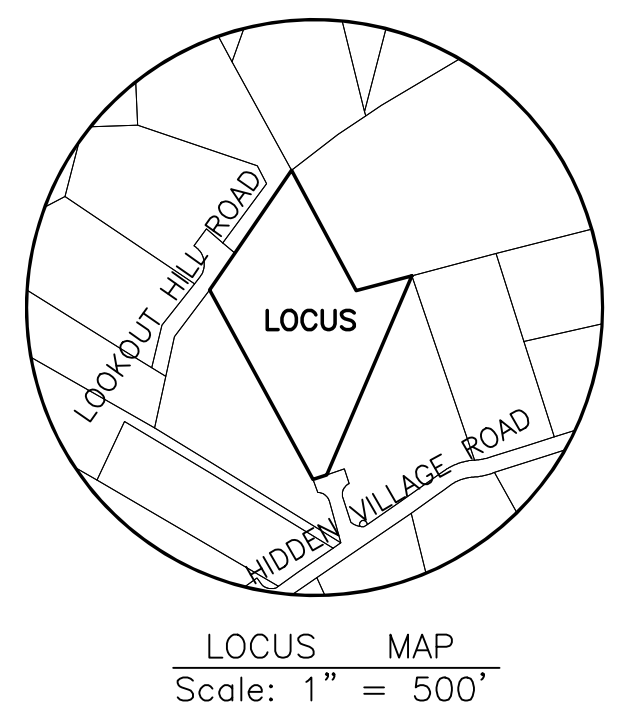 LOOKOUT HILL ROAD
LOCUS
HIDDEN VILLAGE ROAD
LOCUS MAP
Scale: 1" = 500'